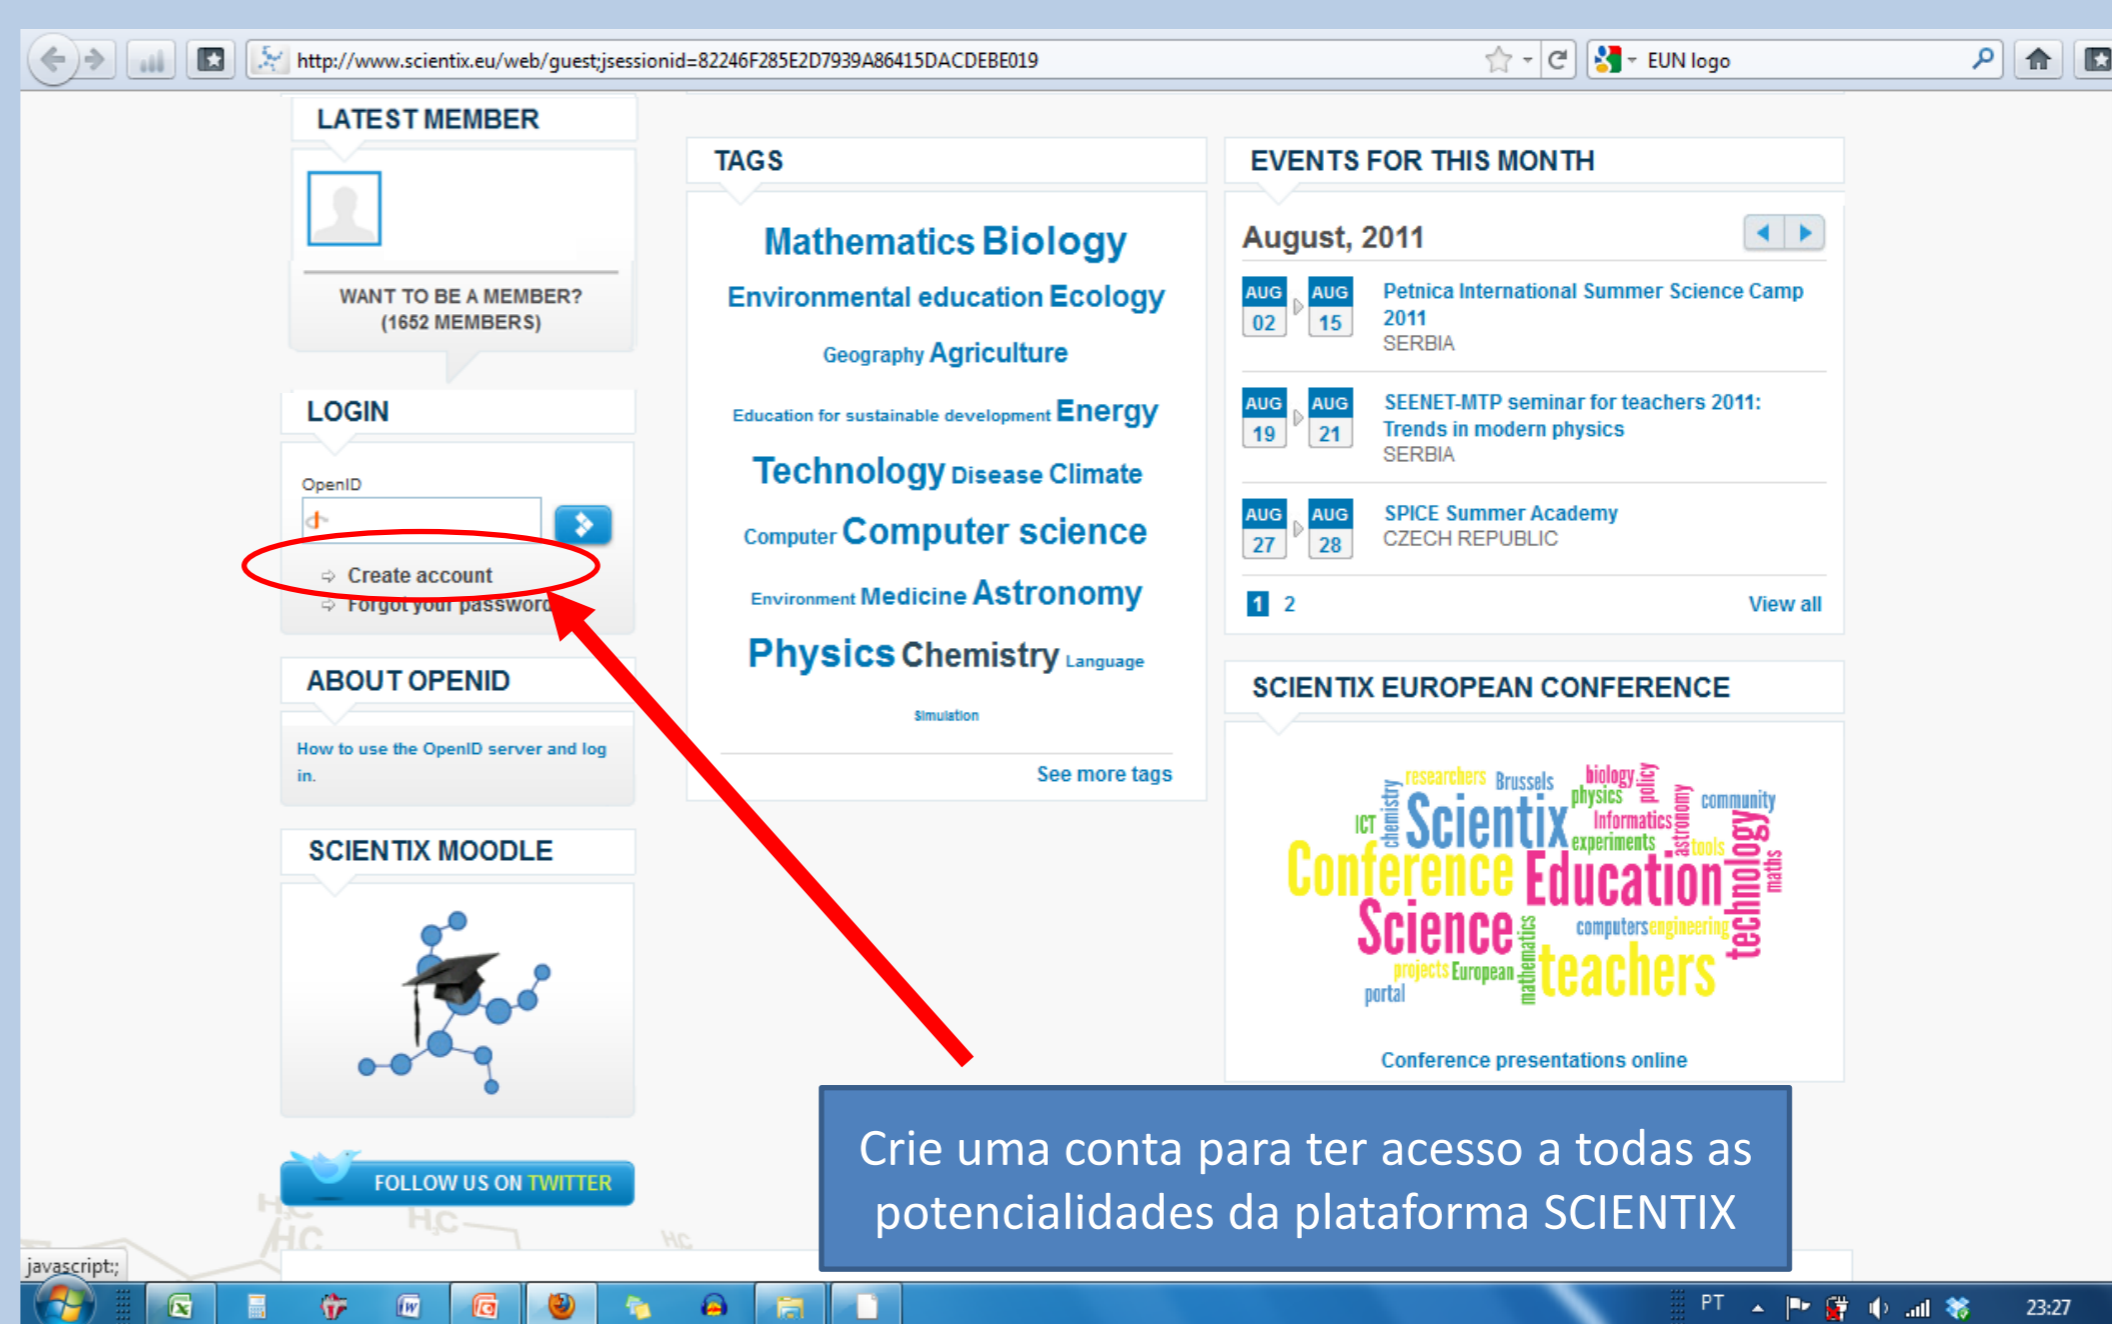 http://www.scientix.eu/web/guest;jsessionid=82246F285E2D7939A86415DACDEBE019
EUN logo
LATEST MEMBER
WANT TO BE A MEMBER?
(1652 MEMBERS)
LOGIN
OpenID
Create account
Forgot your password
ABOUT OPENID
How to use the OpenID server and log
in.
SCIENTIX MOODLE
FOLLOW US ON TWITTER
TAGS
Mathematics Biology
Environmental education Ecology
Geography Agriculture
Education for sustainable development Energy
Technology Disease Climate
Computer Computer science
Environment Medicine Astronomy
Physics Chemistry Language
Simulation
See more tags
EVENTS FOR THIS MONTH
August, 2011
AUG 02 AUG 15
Petnica International Summer Science Camp
2011
SERBIA
AUG 19 AUG 21
SEENET-MTP seminar for teachers 2011:
Trends in modern physics
SERBIA
AUG 27 AUG 28
SPICE Summer Academy
CZECH REPUBLIC
1 2
View all
SCIENTIX EUROPEAN CONFERENCE
researchers Brussels biology policy
chemistry physics astronomy community
ICT Scientix Informatics
experiments tools
Conference Education technology maths
Science computers engineering
projects European mathematics teachers
portal
Conference presentations online
Crie uma conta para ter acesso a todas as
potencialidades da plataforma SCIENTIX
H₃C
HC
H₃C
HC
javascript:;
PT
23:27